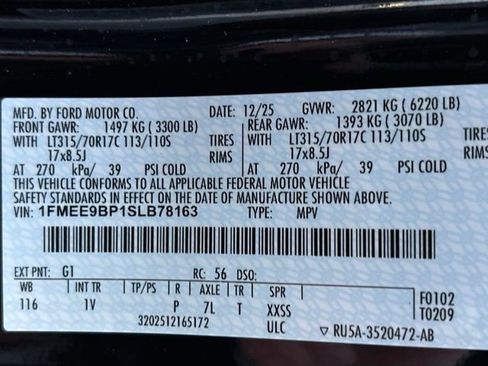 MFD. BY FORD MOTOR CO. 12/25 GVWR: 2821 KG ( 6220 LB)
FRONT GAWR: 1497 KG ( 3300 LB) REAR GAWR: 1393 KG ( 3070 LB)
WITH LT315/70R17C 113/110S TIRES WITH LT315/70R17C 113/110S
17x8.5J RIMS 17x8.5J
AT 270 kPa/ 39 PSI COLD AT 270 kPa/ 39 PSI COLD
THIS VEHICLE CONFORMS TO ALL APPLICABLE FEDERAL MOTOR VEHICLE
SAFETY STANDARDS IN EFFECT ON THE DATE OF MANUFACTURE SHOWN ABOVE.
VIN: 1FMEE9BP1SLB78163 TYPE: MPV
EXT PNT: G1 RC: 56 DSO:
WB INT TR TP/PS R AXLE TR SPR F0102
116 1V P 7L T XXSS T0209
3202512165172 ULC ▽ RU5A-3520472-AB